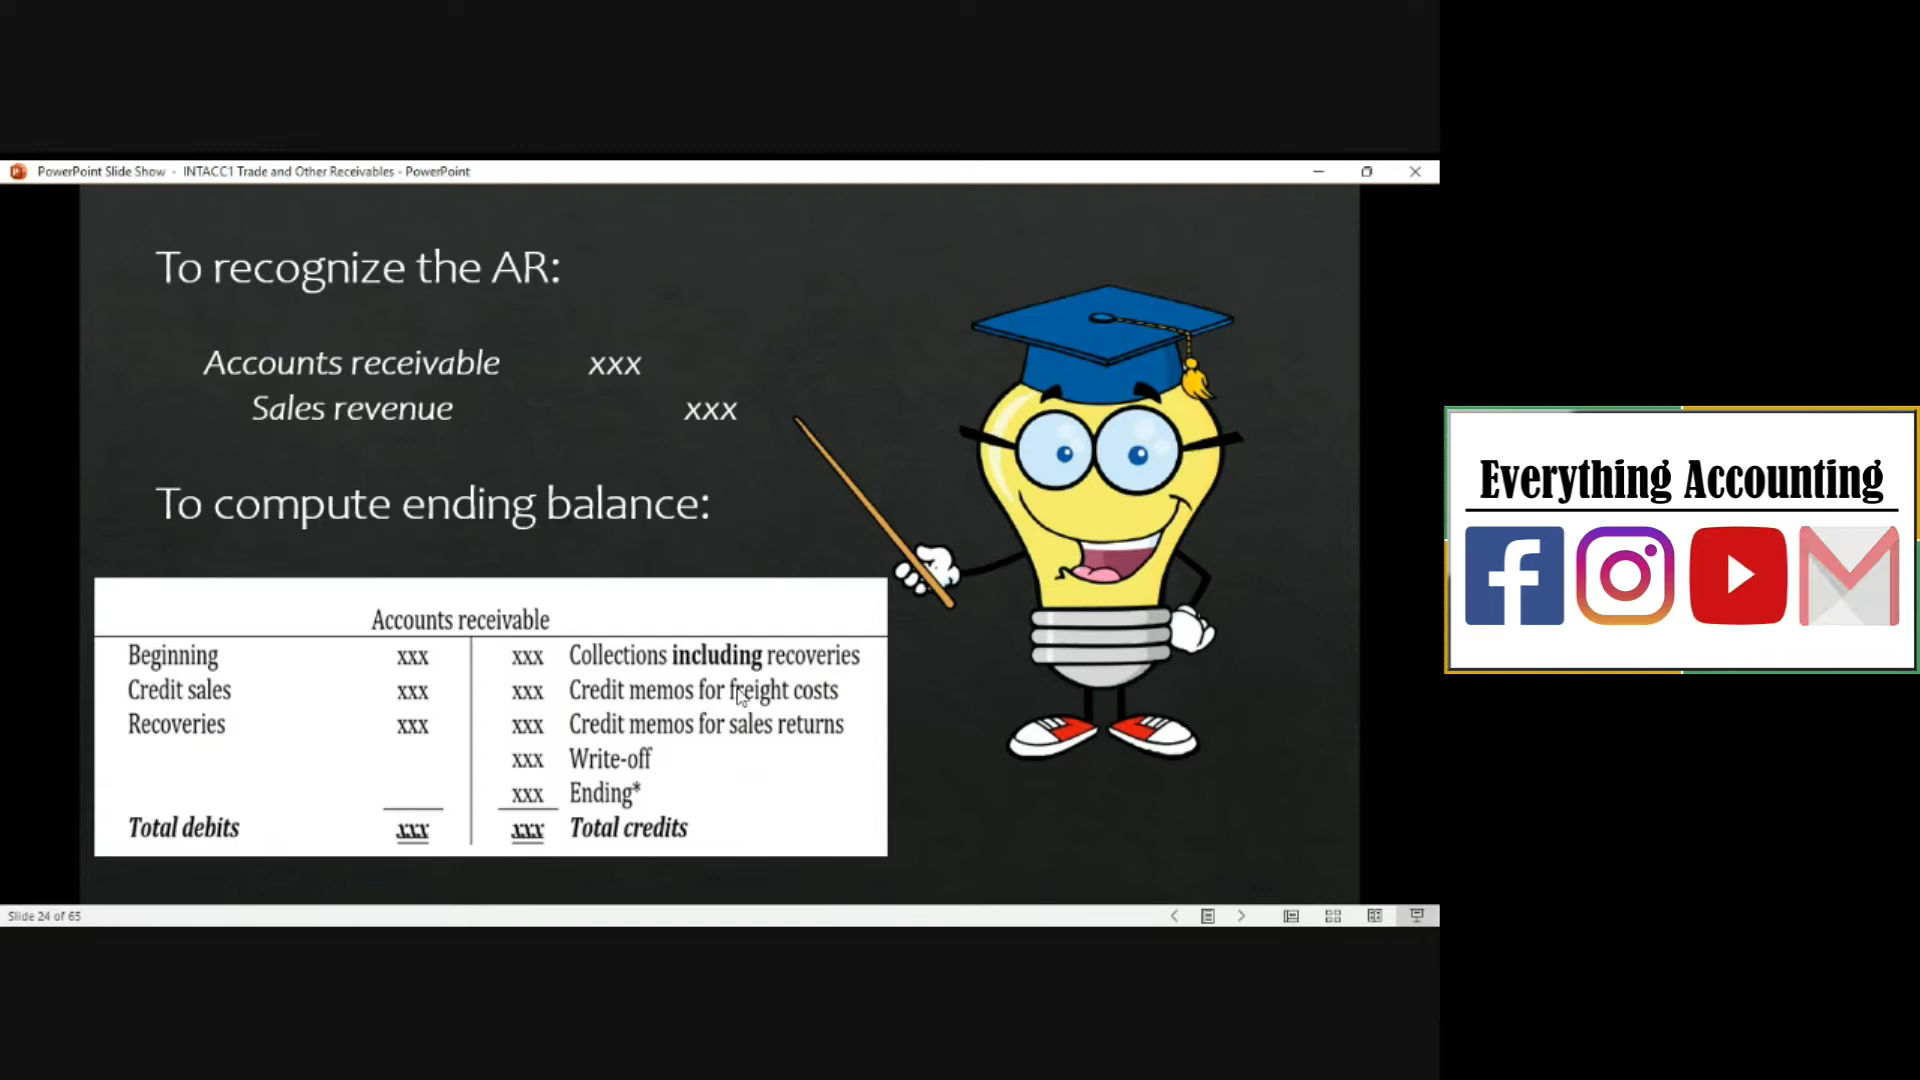 PowerPoint Slide Show - INTACC1 Trade and Other Receivables - PowerPoint
To recognize the AR:
Accounts receivable xxx
Sales revenue xxx
To compute ending balance:
Accounts receivable
Beginning xxx xxx Collections including recoveries
Credit sales xxx xxx Credit memos for freight costs
Recoveries xxx xxx Credit memos for sales returns
xxx Write-off
xxx Ending*
Total debits xxx xxx Total credits
Slide 24 of 65
Everything Accounting